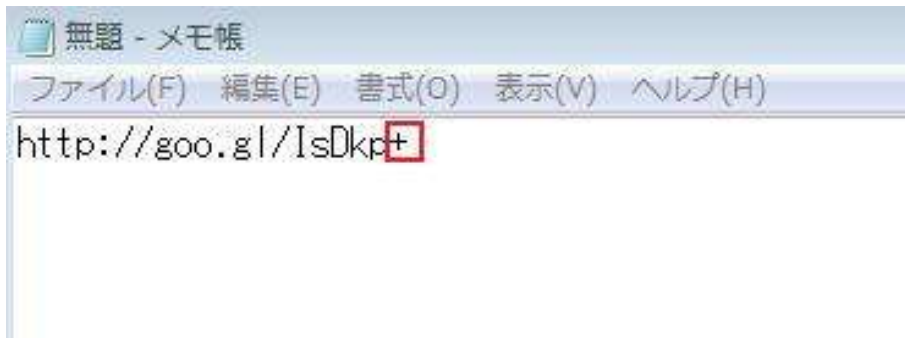 無題 - メモ帳
ファイル(F) 編集(E) 書式(O) 表示(V) ヘルプ(H)
http://goo.gl/IsDkp+